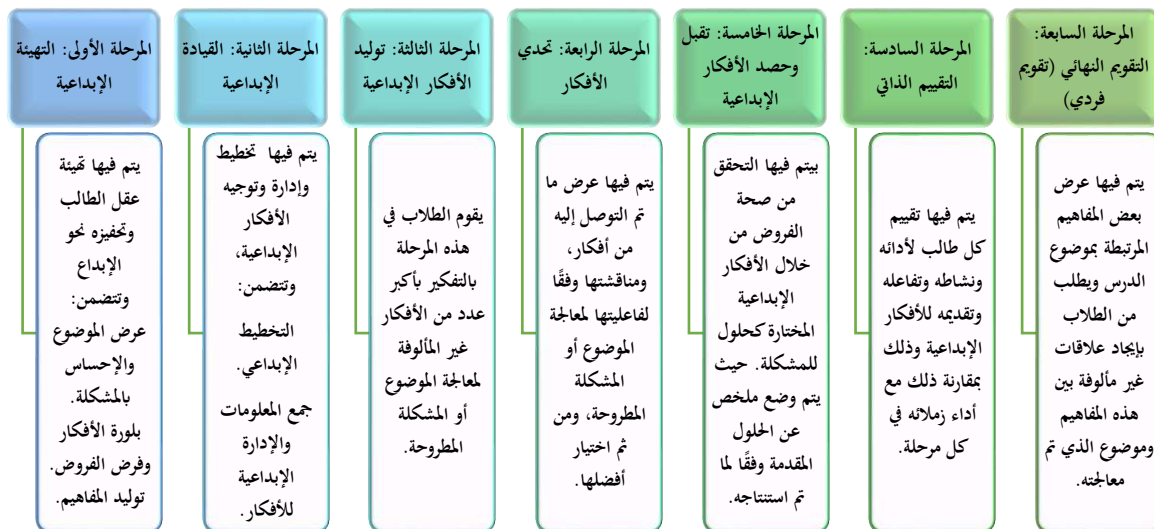 المرحلة الأولى: التهيئة
الإبداعية
يتم فيها تهيئة
عقل الطالب
وتحفيزه نحو
الإبداع
وتتضمن:
عرض الموضوع
والإحساس
بالمشكلة.
بلورة الأفكار
وفرض الفروض.
توليد المفاهيم.
المرحلة الثانية: القيادة
الإبداعية
يتم فيها تخطيط
وإدارة وتوجيه
الأفكار
الإبداعية،
وتتضمن:
التخطيط
الإبداعي.
جمع المعلومات
والإدارة
الإبداعية
للأفكار.
المرحلة الثالثة: توليد
الأفكار الإبداعية
يقوم الطلاب في
هذه المرحلة
بالتفكير بأكبر
عدد من الأفكار
غير المألوفة
لمعالجة الموضوع
أو المشكلة
المطروحة.
المرحلة الرابعة: تحدي
الأفكار
يتم فيها عرض ما
تم التوصل إليه
من أفكار،
ومناقشتها وفقًا
لفاعليتها لمعالجة
الموضوع أو
المشكلة
المطروحة، ومن
ثم اختيار
أفضلها.
المرحلة الخامسة: تقبل
وحصد الأفكار
الإبداعية
بيتم فيها التحقق
من صحة
الفروض من
خلال الأفكار
الإبداعية
المختارة كحلول
للمشكلة. حيث
يتم وضع ملخص
عن الحلول
المقدمة وفقًا لما
تم استنتاجه.
المرحلة السادسة:
التقييم الذاتي
يتم فيها تقييم
كل طالب لأدائه
ونشاطه وتفاعله
وتقديمه للأفكار
الإبداعية وذلك
بمقارنة ذلك مع
أداء زملائه في
كل مرحلة.
المرحلة السابعة:
التقويم النهائي (تقويم
فردي)
يتم فيها عرض
بعض المفاهيم
المرتبطة بموضوع
الدرس ويطلب
من الطلاب
بإيجاد علاقات
غير مألوفة بين
هذه المفاهيم
وموضوع الذي تم
معالجته.